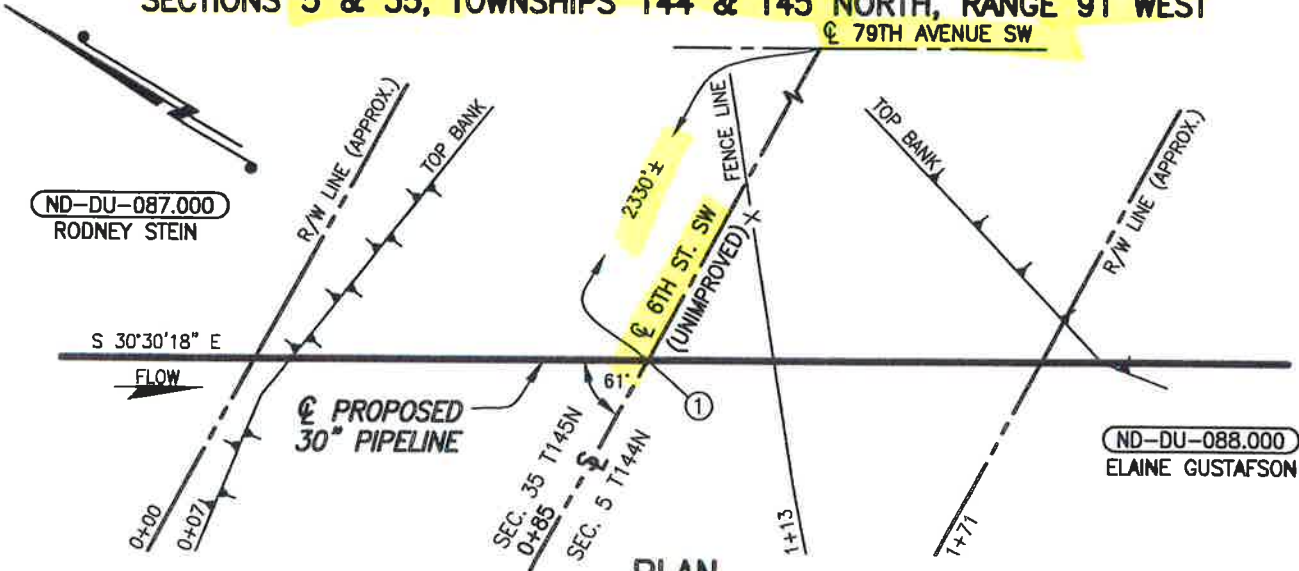 SECTIONS 5 & 35, TOWNSHIPS 144 & 145 NORTH, RANGE 91 WEST
℄ 79TH AVENUE SW
R/W LINE (APPROX.)
TOP BANK
2330'±
FENCE LINE
TOP BANK
R/W LINE (APPROX.)
ND-DU-087.000
RODNEY STEIN
℄ 6TH ST. SW
(UNIMPROVED)
S 30°30'18" E
FLOW
61°
1
℄ PROPOSED
30" PIPELINE
ND-DU-088.000
ELAINE GUSTAFSON
SEC. 35 T145N
0+85
SEC. 5 T144N
0+00
0+07
1+13
1+71
PLAN